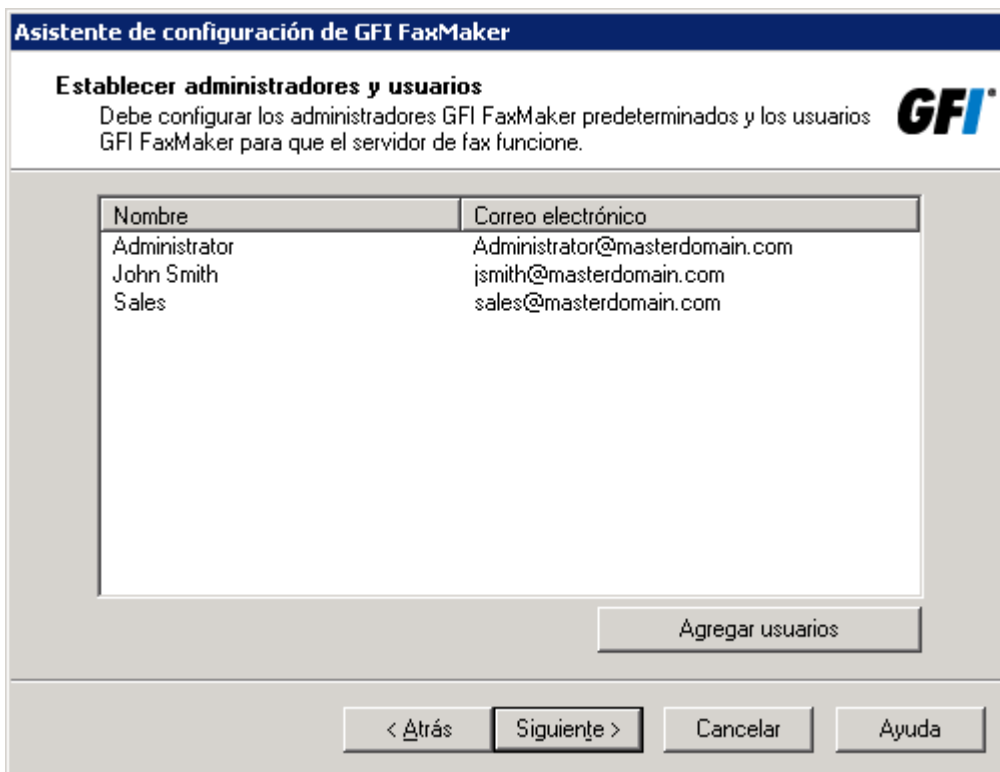 Asistente de configuración de GFI FaxMaker
Establecer administradores y usuarios
Debe configurar los administradores GFI FaxMaker predeterminados y los usuarios
GFI FaxMaker para que el servidor de fax funcione.
GFI
Nombre Correo electrónico
Administrator Administrator@masterdomain.com
John Smith jsmith@masterdomain.com
Sales sales@masterdomain.com
Agregar usuarios
< Atrás Siguiente > Cancelar Ayuda